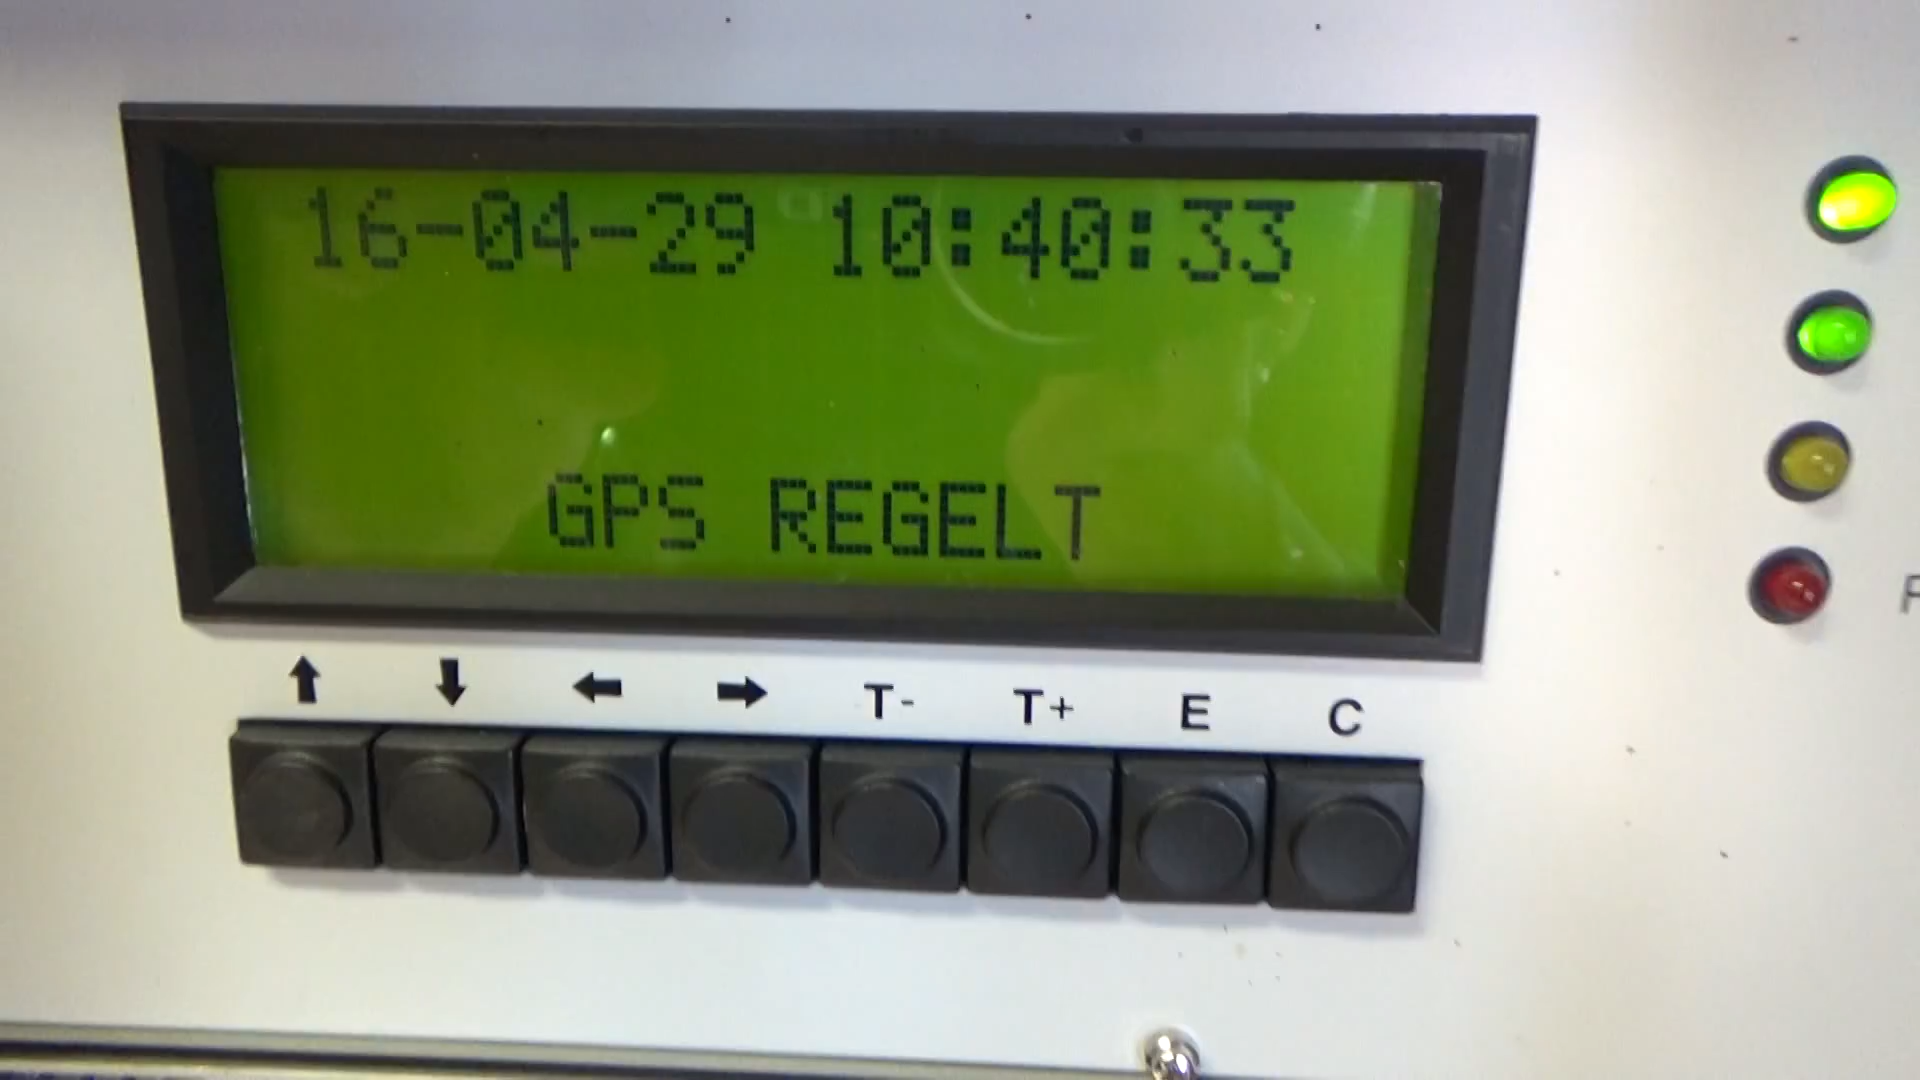 16-04-29 10:40:33
GPS REGELT
↑ ↓ ← → T- T+ E C